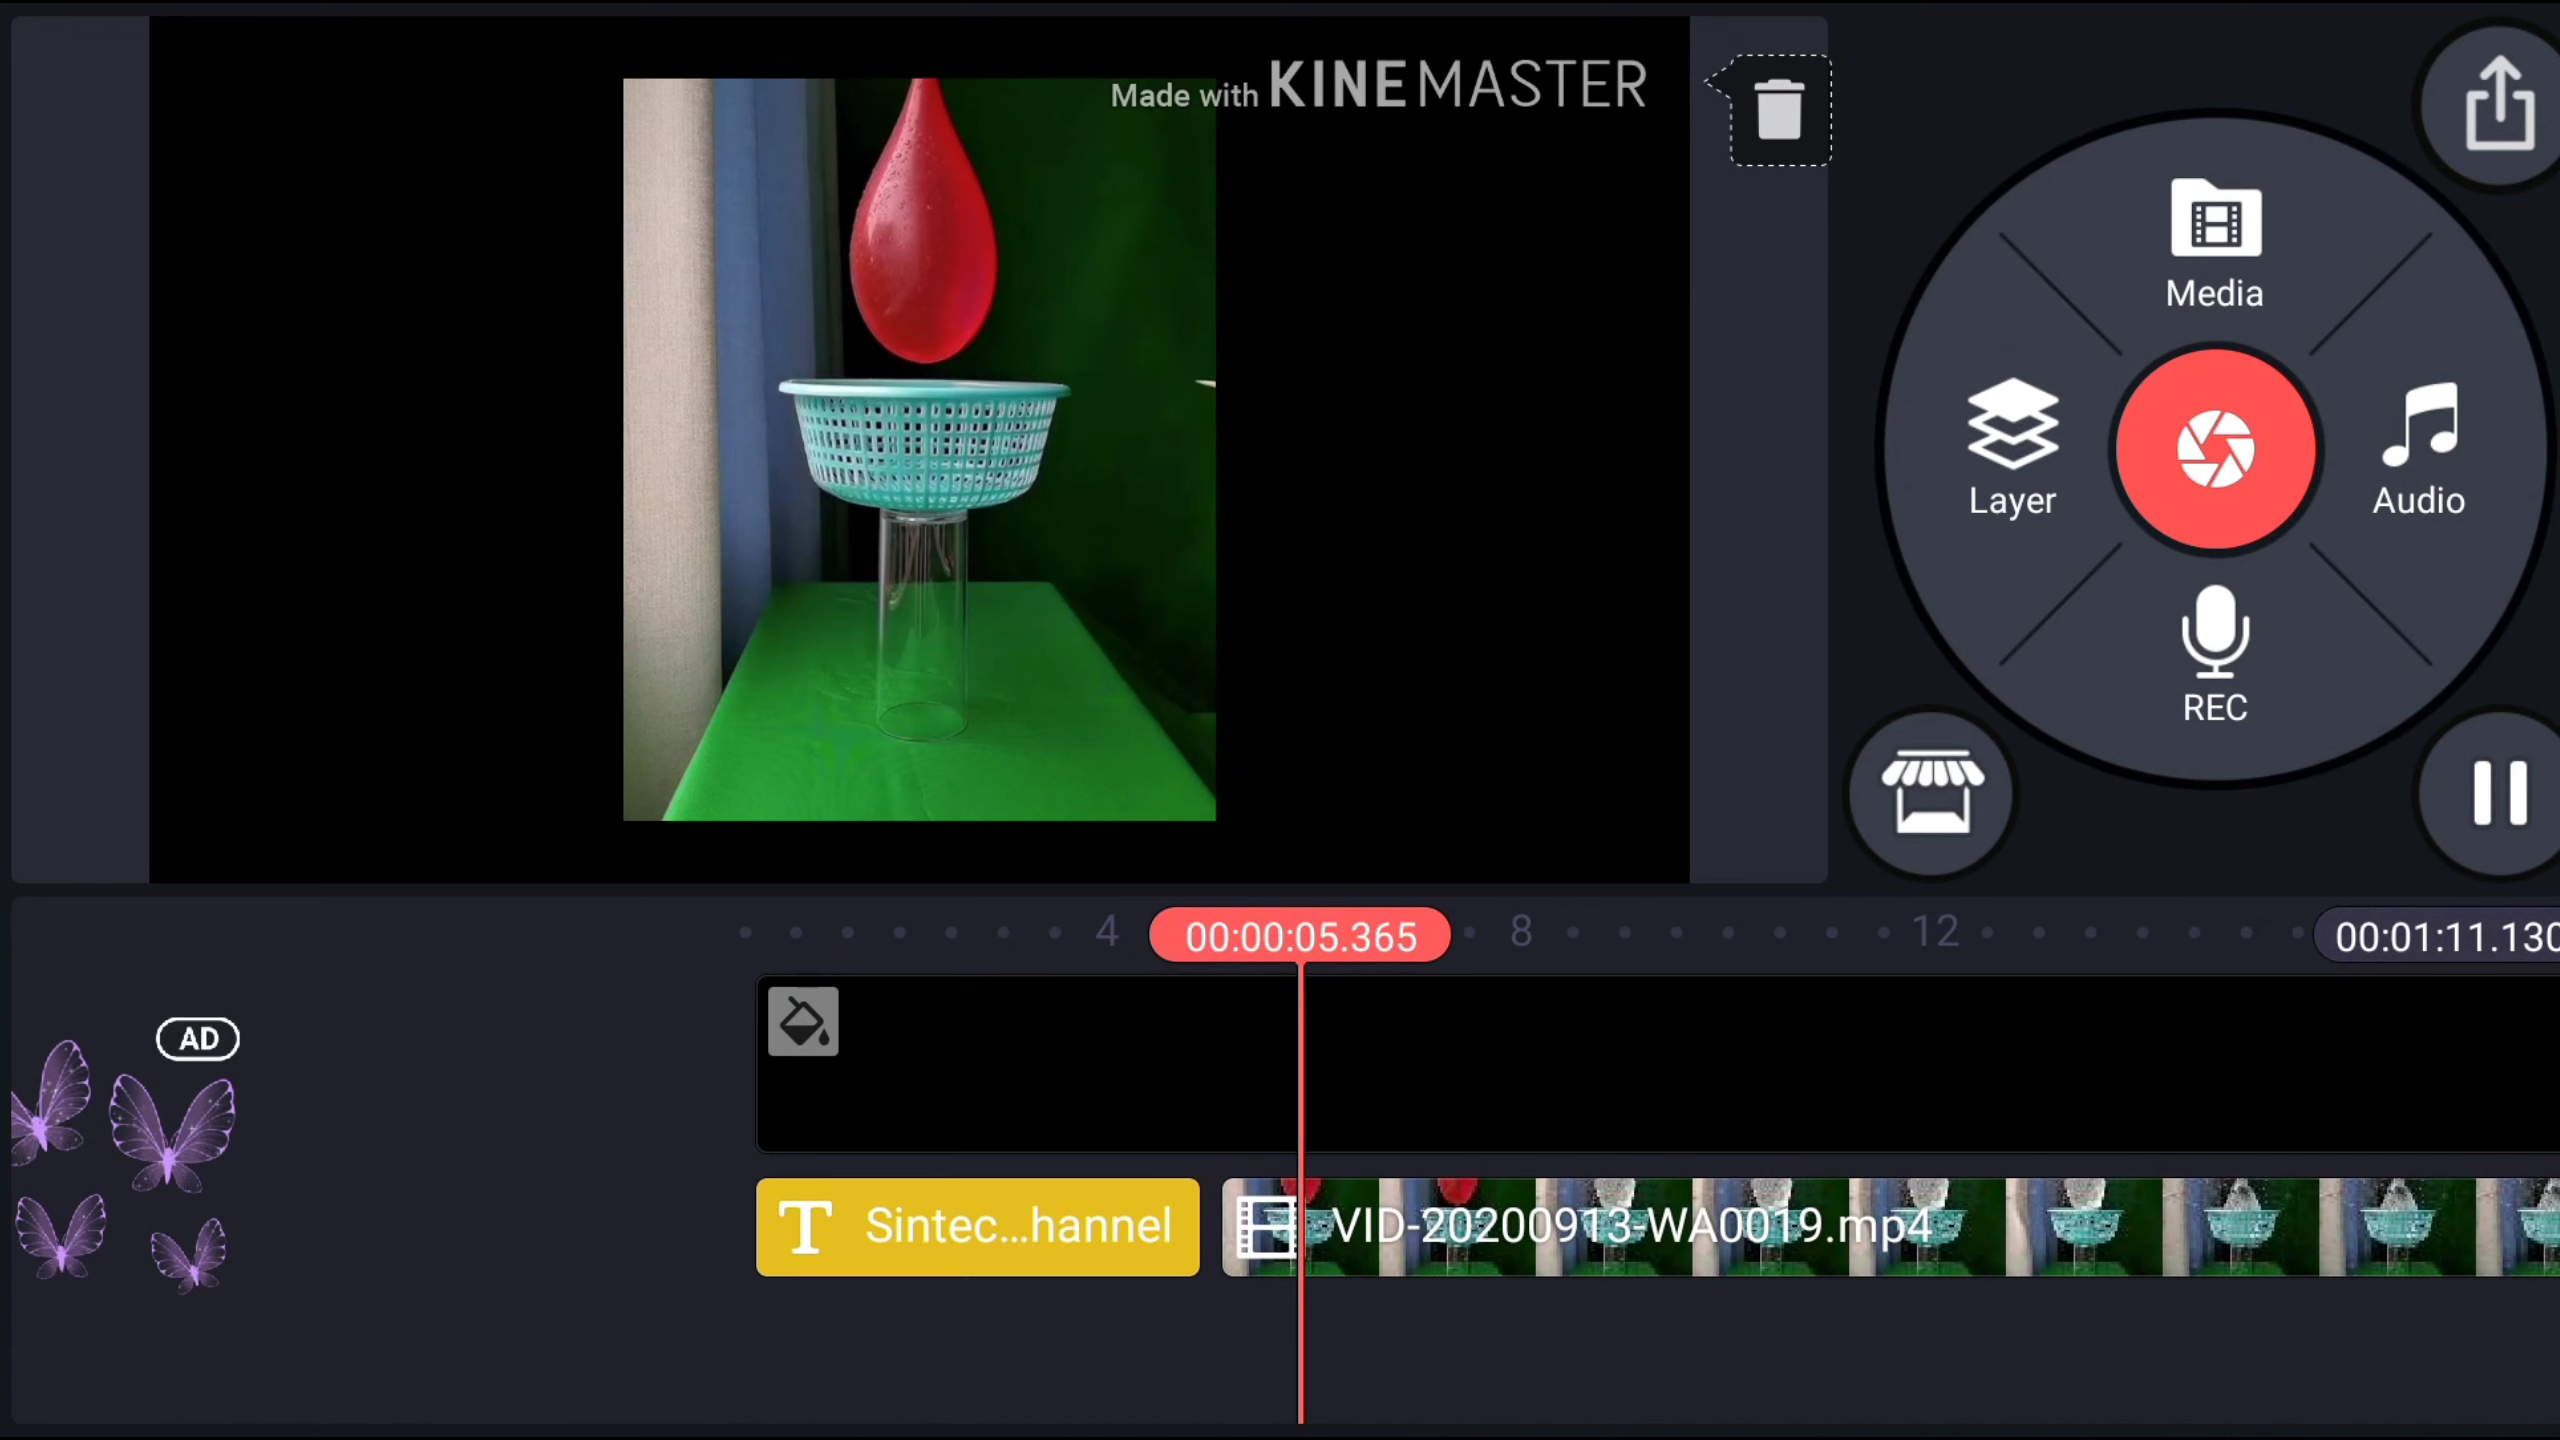 Made with KINEMASTER
Media
Layer
Audio
REC
4
00:00:05.365
8
12
00:01:11.130
AD
T Sintec...hannel
VID-20200913-WA0019.mp4